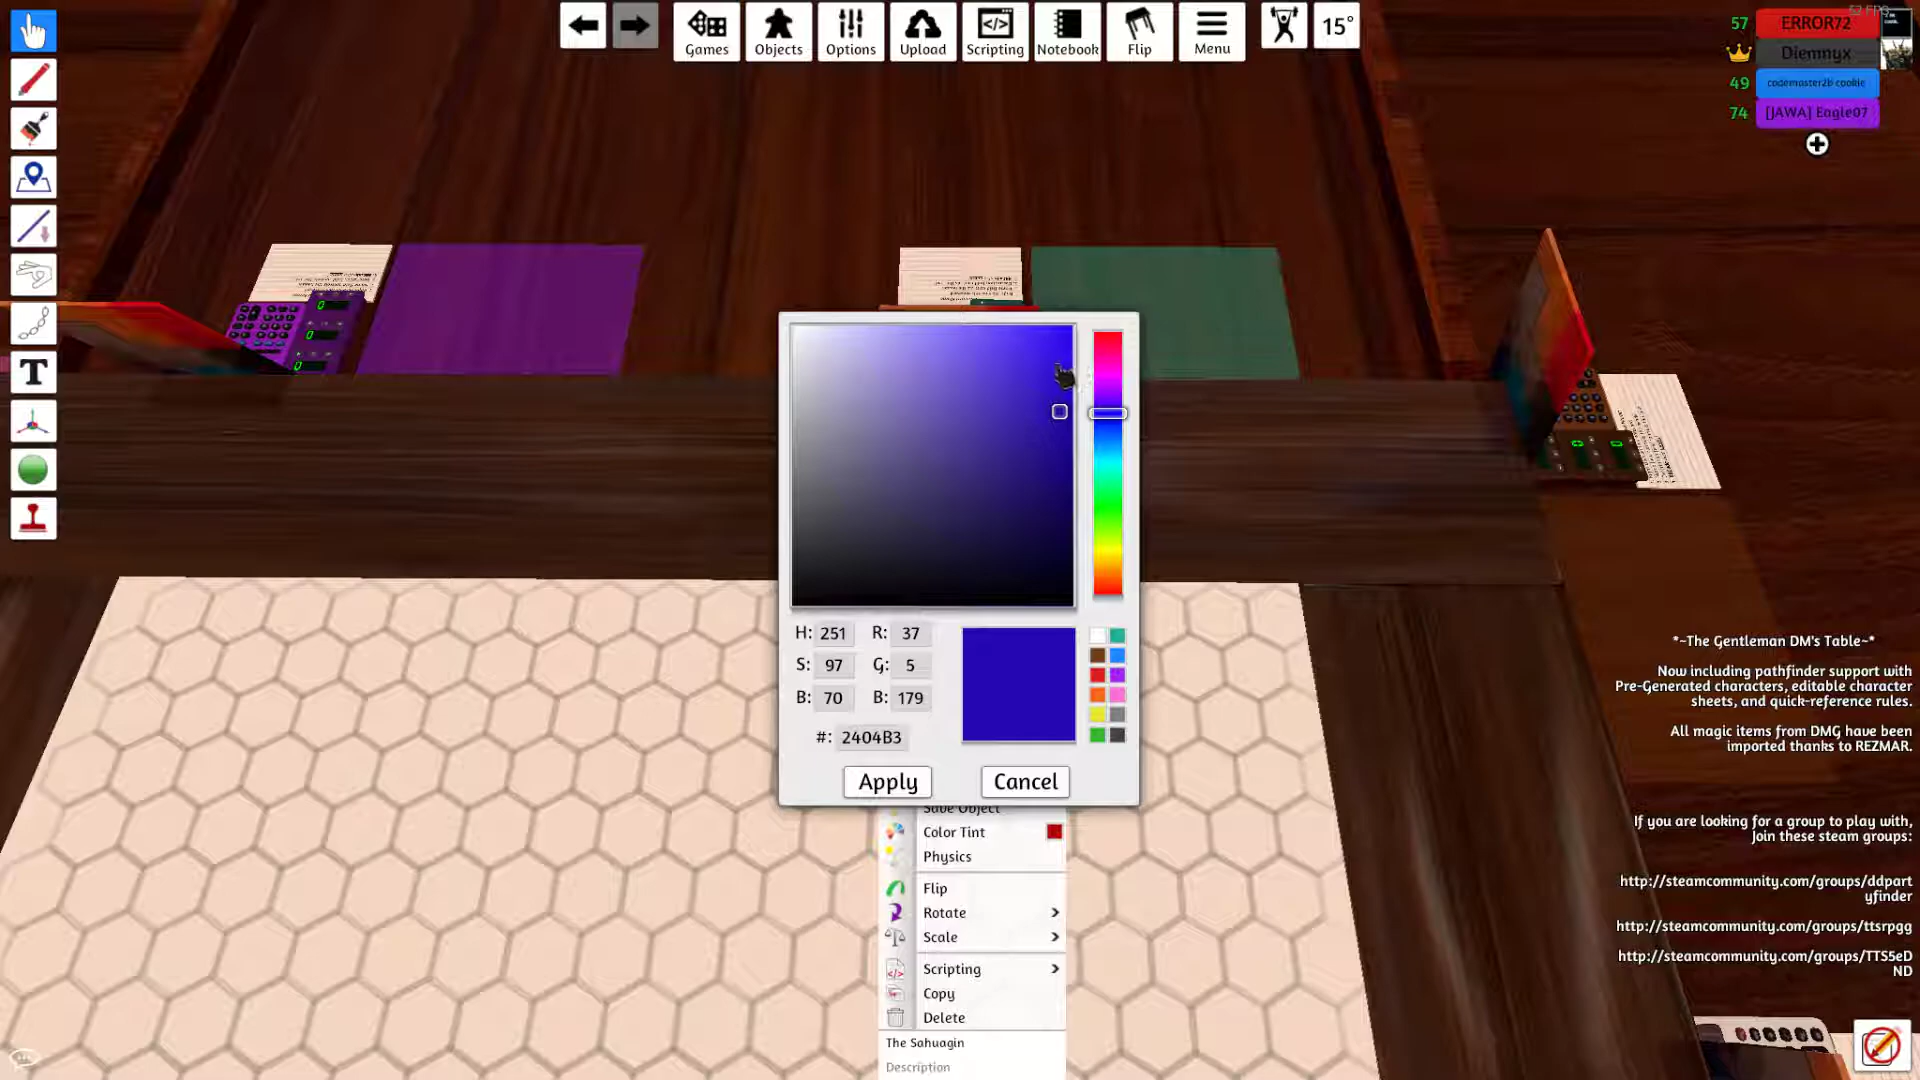 Games
Objects
Options
Upload
Scripting
Notebook
Flip
Menu
15°
57 ERROR72
Diemnyx
49 codemaster2b cookie
74 [JAWA] Eagle07
T
H: 251 R: 37
S: 97 G: 5
B: 70 B: 179
#: 2404B3
Apply Cancel
Save Object
Color Tint
Physics
Flip
Rotate
Scale
Scripting
Copy
Delete
The Sahuagin
Description
*~The Gentleman DM's Table~*
Now including pathfinder support with
Pre-Generated characters, editable character
sheets, and quick-reference rules.
All magic items from DMG have been
imported thanks to REZMAR.
If you are looking for a group to play with,
Join these steam groups:
http://steamcommunity.com/groups/ddpart
yfinder
http://steamcommunity.com/groups/ttsrpgg
http://steamcommunity.com/groups/TTS5eD
ND